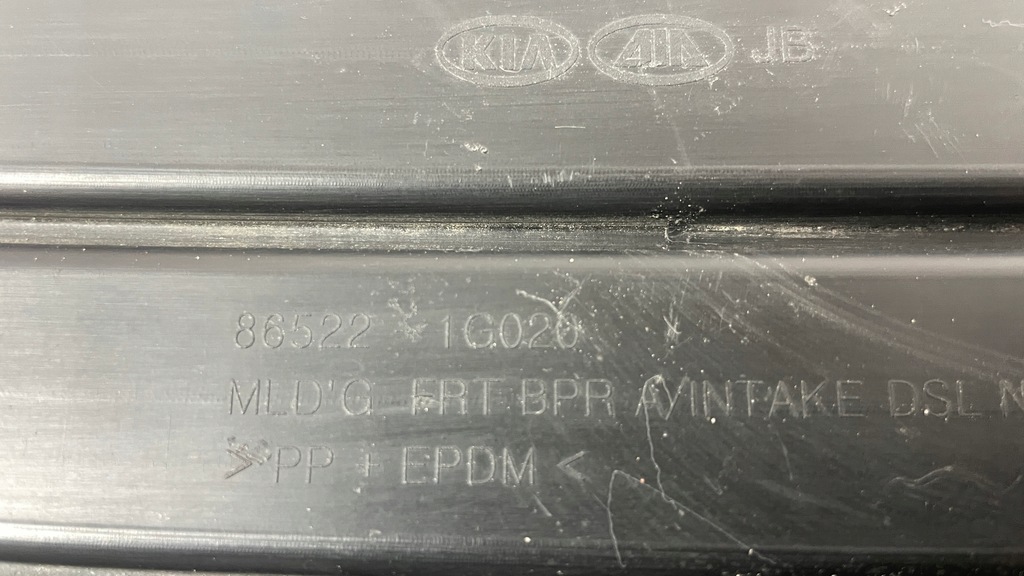 KIA KIA JB
86522 * 1G020 *
MLD'G FRT BPR A/INTAKE DSL
>PP + EPDM<